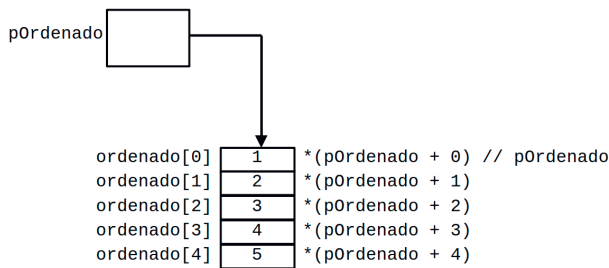 pOrdenado
ordenado[0] 1 *(pOrdenado + 0) // pOrdenado
ordenado[1] 2 *(pOrdenado + 1)
ordenado[2] 3 *(pOrdenado + 2)
ordenado[3] 4 *(pOrdenado + 3)
ordenado[4] 5 *(pOrdenado + 4)